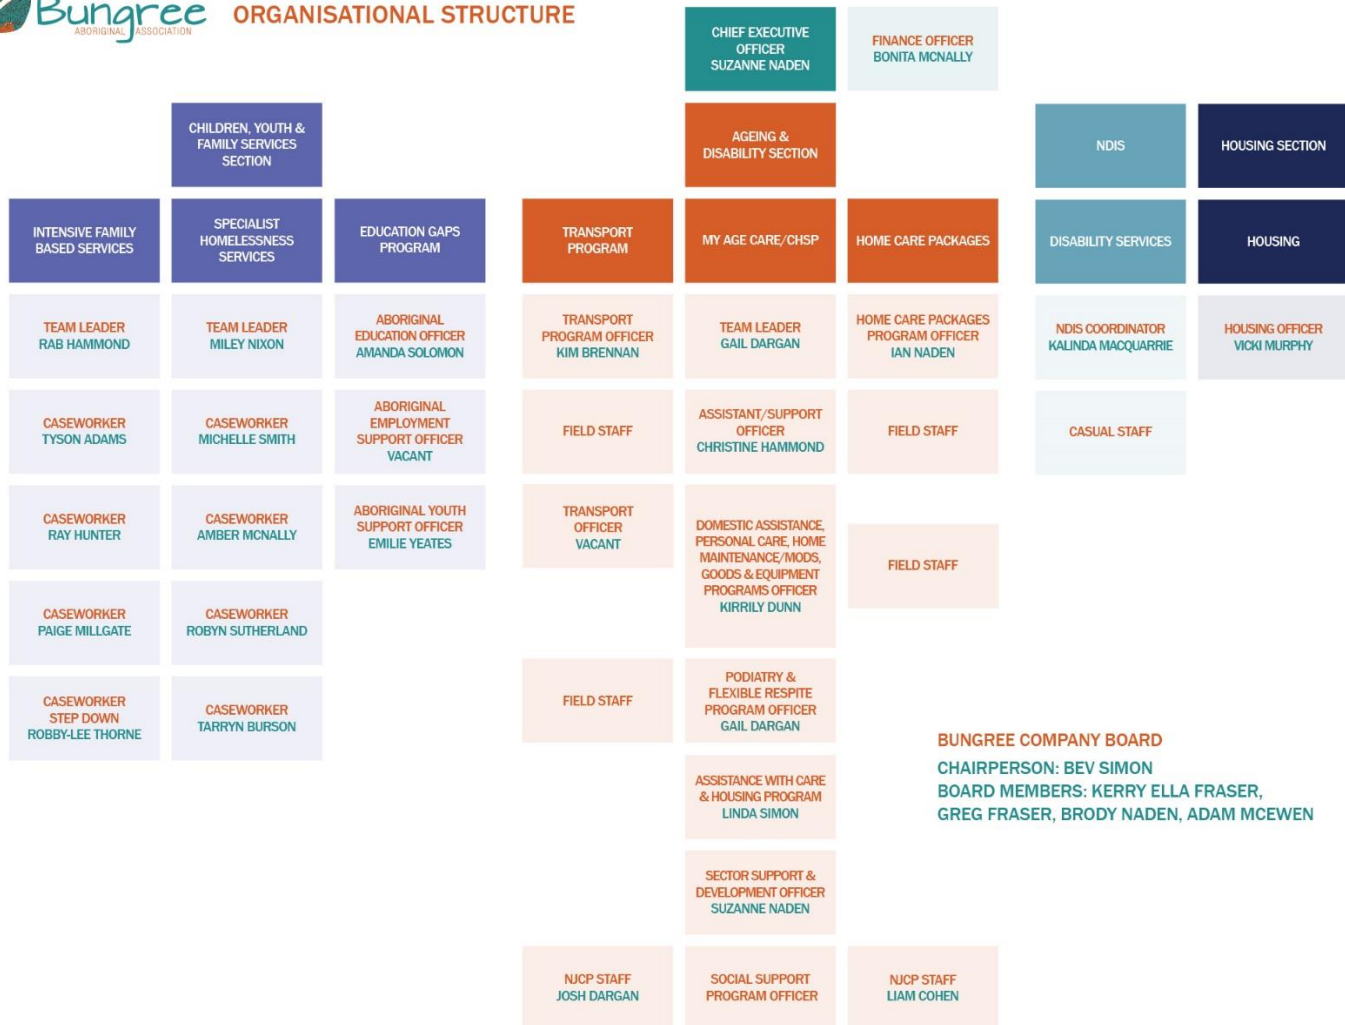 Bungree
ABORIGINAL ASSOCIATION
ORGANISATIONAL STRUCTURE
CHIEF EXECUTIVE
OFFICER
SUZANNE NADEN
FINANCE OFFICER
BONITA MCNALLY
CHILDREN, YOUTH &
FAMILY SERVICES
SECTION
AGEING &
DISABILITY SECTION
NDIS
HOUSING SECTION
INTENSIVE FAMILY
BASED SERVICES
SPECIALIST
HOMELESSNESS
SERVICES
EDUCATION GAPS
PROGRAM
TRANSPORT
PROGRAM
MY AGE CARE/CHSP
HOME CARE PACKAGES
DISABILITY SERVICES
HOUSING
TEAM LEADER
RAB HAMMOND
TEAM LEADER
MILEY NIXON
ABORIGINAL
EDUCATION OFFICER
AMANDA SOLOMON
TRANSPORT
PROGRAM OFFICER
KIM BRENNAN
TEAM LEADER
GAIL DARGAN
HOME CARE PACKAGES
PROGRAM OFFICER
IAN NADEN
NDIS COORDINATOR
KALINDA MACQUARRIE
HOUSING OFFICER
VICKI MURPHY
CASEWORKER
TYSON ADAMS
CASEWORKER
MICHELLE SMITH
ABORIGINAL
EMPLOYMENT
SUPPORT OFFICER
VACANT
FIELD STAFF
ASSISTANT/SUPPORT
OFFICER
CHRISTINE HAMMOND
FIELD STAFF
CASUAL STAFF
CASEWORKER
RAY HUNTER
CASEWORKER
AMBER MCNALLY
ABORIGINAL YOUTH
SUPPORT OFFICER
EMILIE YEATES
TRANSPORT
OFFICER
VACANT
DOMESTIC ASSISTANCE,
PERSONAL CARE, HOME
MAINTENANCE/MODS,
GOODS & EQUIPMENT
PROGRAMS OFFICER
KIRRILY DUNN
FIELD STAFF
CASEWORKER
PAIGE MILLGATE
CASEWORKER
ROBYN SUTHERLAND
CASEWORKER
STEP DOWN
ROBBY-LEE THORNE
CASEWORKER
TARRYN BURSON
FIELD STAFF
PODIATRY &
FLEXIBLE RESPITE
PROGRAM OFFICER
GAIL DARGAN
BUNGREE COMPANY BOARD
CHAIRPERSON: BEV SIMON
BOARD MEMBERS: KERRY ELLA FRASER,
GREG FRASER, BRODY NADEN, ADAM MCEWEN
ASSISTANCE WITH CARE
& HOUSING PROGRAM
LINDA SIMON
SECTOR SUPPORT &
DEVELOPMENT OFFICER
SUZANNE NADEN
NJCP STAFF
JOSH DARGAN
SOCIAL SUPPORT
PROGRAM OFFICER
NJCP STAFF
LIAM COHEN